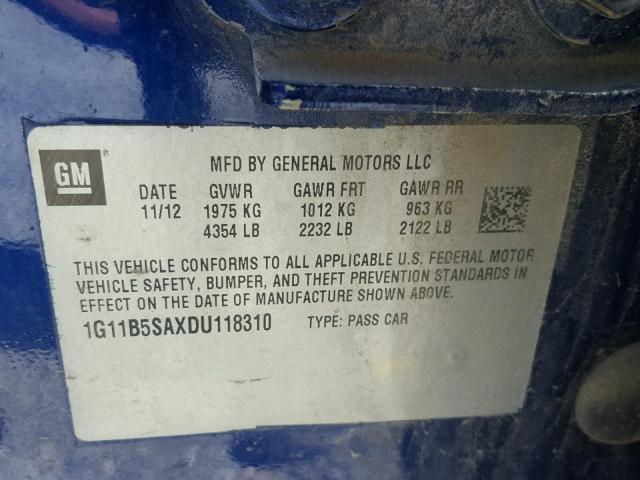 GM
MFD BY GENERAL MOTORS LLC
DATE GVWR GAWR FRT GAWR RR
11/12 1975 KG 1012 KG 963 KG
4354 LB 2232 LB 2122 LB
THIS VEHICLE CONFORMS TO ALL APPLICABLE U.S. FEDERAL MOTOR
VEHICLE SAFETY, BUMPER, AND THEFT PREVENTION STANDARDS IN
EFFECT ON THE DATE OF MANUFACTURE SHOWN ABOVE.
1G11B5SAXDU118310 TYPE: PASS CAR